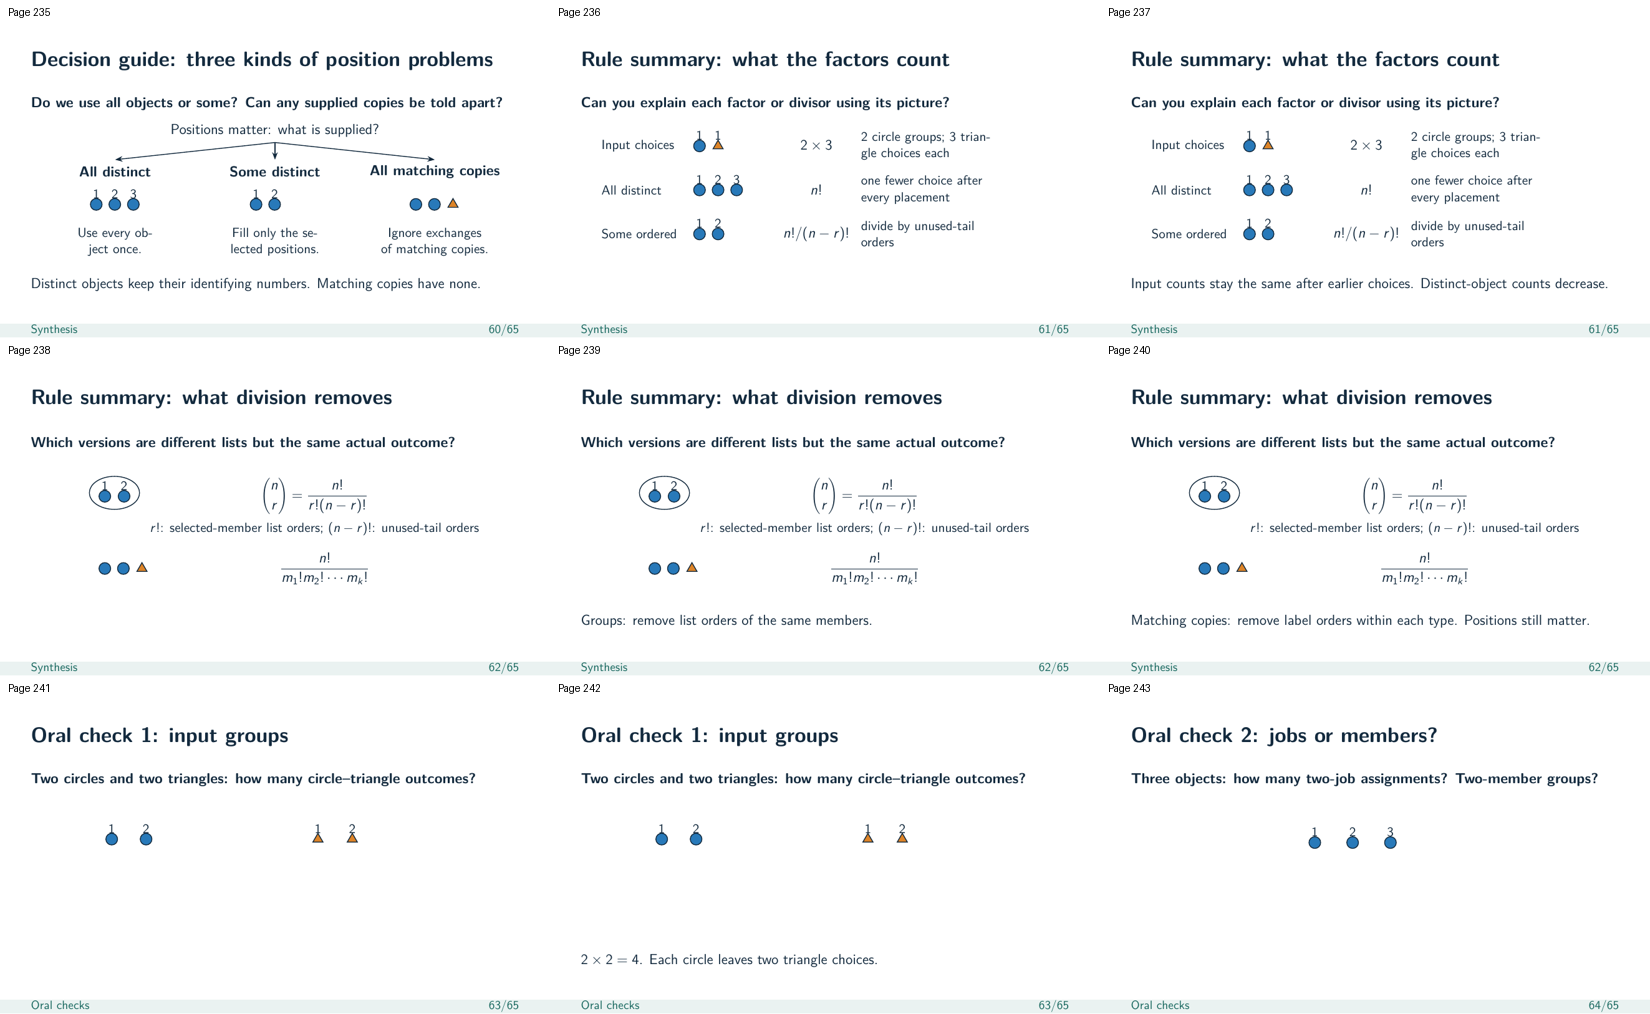 Page 235
Decision guide: three kinds of position problems
Do we use all objects or some? Can any supplied copies be told apart?
Positions matter: what is supplied?
All distinct
Some distinct
All matching copies
1 2 3
1 2
Use every ob-
ject once.
Fill only the se-
lected positions.
Ignore exchanges
of matching copies.
Distinct objects keep their identifying numbers. Matching copies have none.
Synthesis 60/65
Page 236
Rule summary: what the factors count
Can you explain each factor or divisor using its picture?
Input choices 1 1 2 × 3 2 circle groups; 3 trian-
gle choices each
All distinct 1 2 3 n! one fewer choice after
every placement
Some ordered 1 2 n!/(n − r)! divide by unused-tail
orders
Synthesis 61/65
Page 237
Rule summary: what the factors count
Can you explain each factor or divisor using its picture?
Input choices 1 1 2 × 3 2 circle groups; 3 trian-
gle choices each
All distinct 1 2 3 n! one fewer choice after
every placement
Some ordered 1 2 n!/(n − r)! divide by unused-tail
orders
Input counts stay the same after earlier choices. Distinct-object counts decrease.
Synthesis 61/65
Page 238
Rule summary: what division removes
Which versions are different lists but the same actual outcome?
1 2
(n r) = n! / r!(n − r)!
r!: selected-member list orders; (n − r)!: unused-tail orders
n! / m₁!m₂! · · · mₖ!
Synthesis 62/65
Page 239
Rule summary: what division removes
Which versions are different lists but the same actual outcome?
1 2
(n r) = n! / r!(n − r)!
r!: selected-member list orders; (n − r)!: unused-tail orders
n! / m₁!m₂! · · · mₖ!
Groups: remove list orders of the same members.
Synthesis 62/65
Page 240
Rule summary: what division removes
Which versions are different lists but the same actual outcome?
1 2
(n r) = n! / r!(n − r)!
r!: selected-member list orders; (n − r)!: unused-tail orders
n! / m₁!m₂! · · · mₖ!
Matching copies: remove label orders within each type. Positions still matter.
Synthesis 62/65
Page 241
Oral check 1: input groups
Two circles and two triangles: how many circle–triangle outcomes?
1 2 1 2
Oral checks 63/65
Page 242
Oral check 1: input groups
Two circles and two triangles: how many circle–triangle outcomes?
1 2 1 2
2 × 2 = 4. Each circle leaves two triangle choices.
Oral checks 63/65
Page 243
Oral check 2: jobs or members?
Three objects: how many two-job assignments? Two-member groups?
1 2 3
Oral checks 64/65